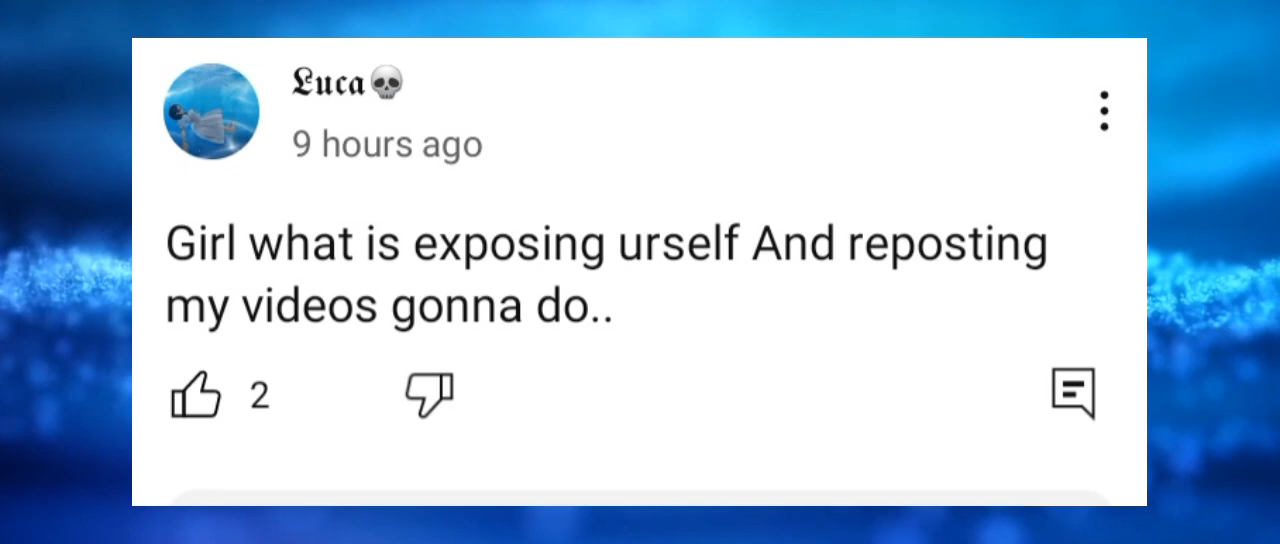 𝕷𝖚𝖈𝖆💀
9 hours ago
Girl what is exposing urself And reposting
my videos gonna do..
2